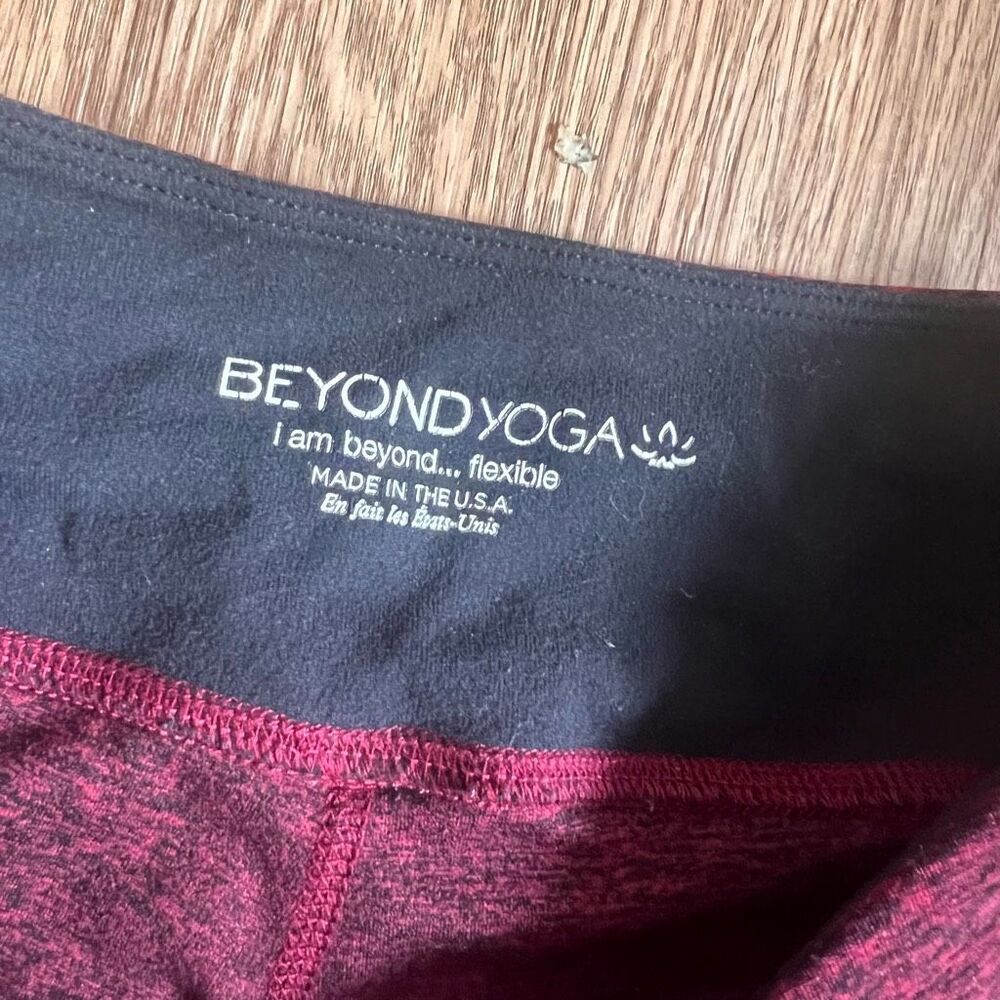 BEYOND YOGA
i am beyond... flexible
MADE IN THE U.S.A.
En fait les États-Unis